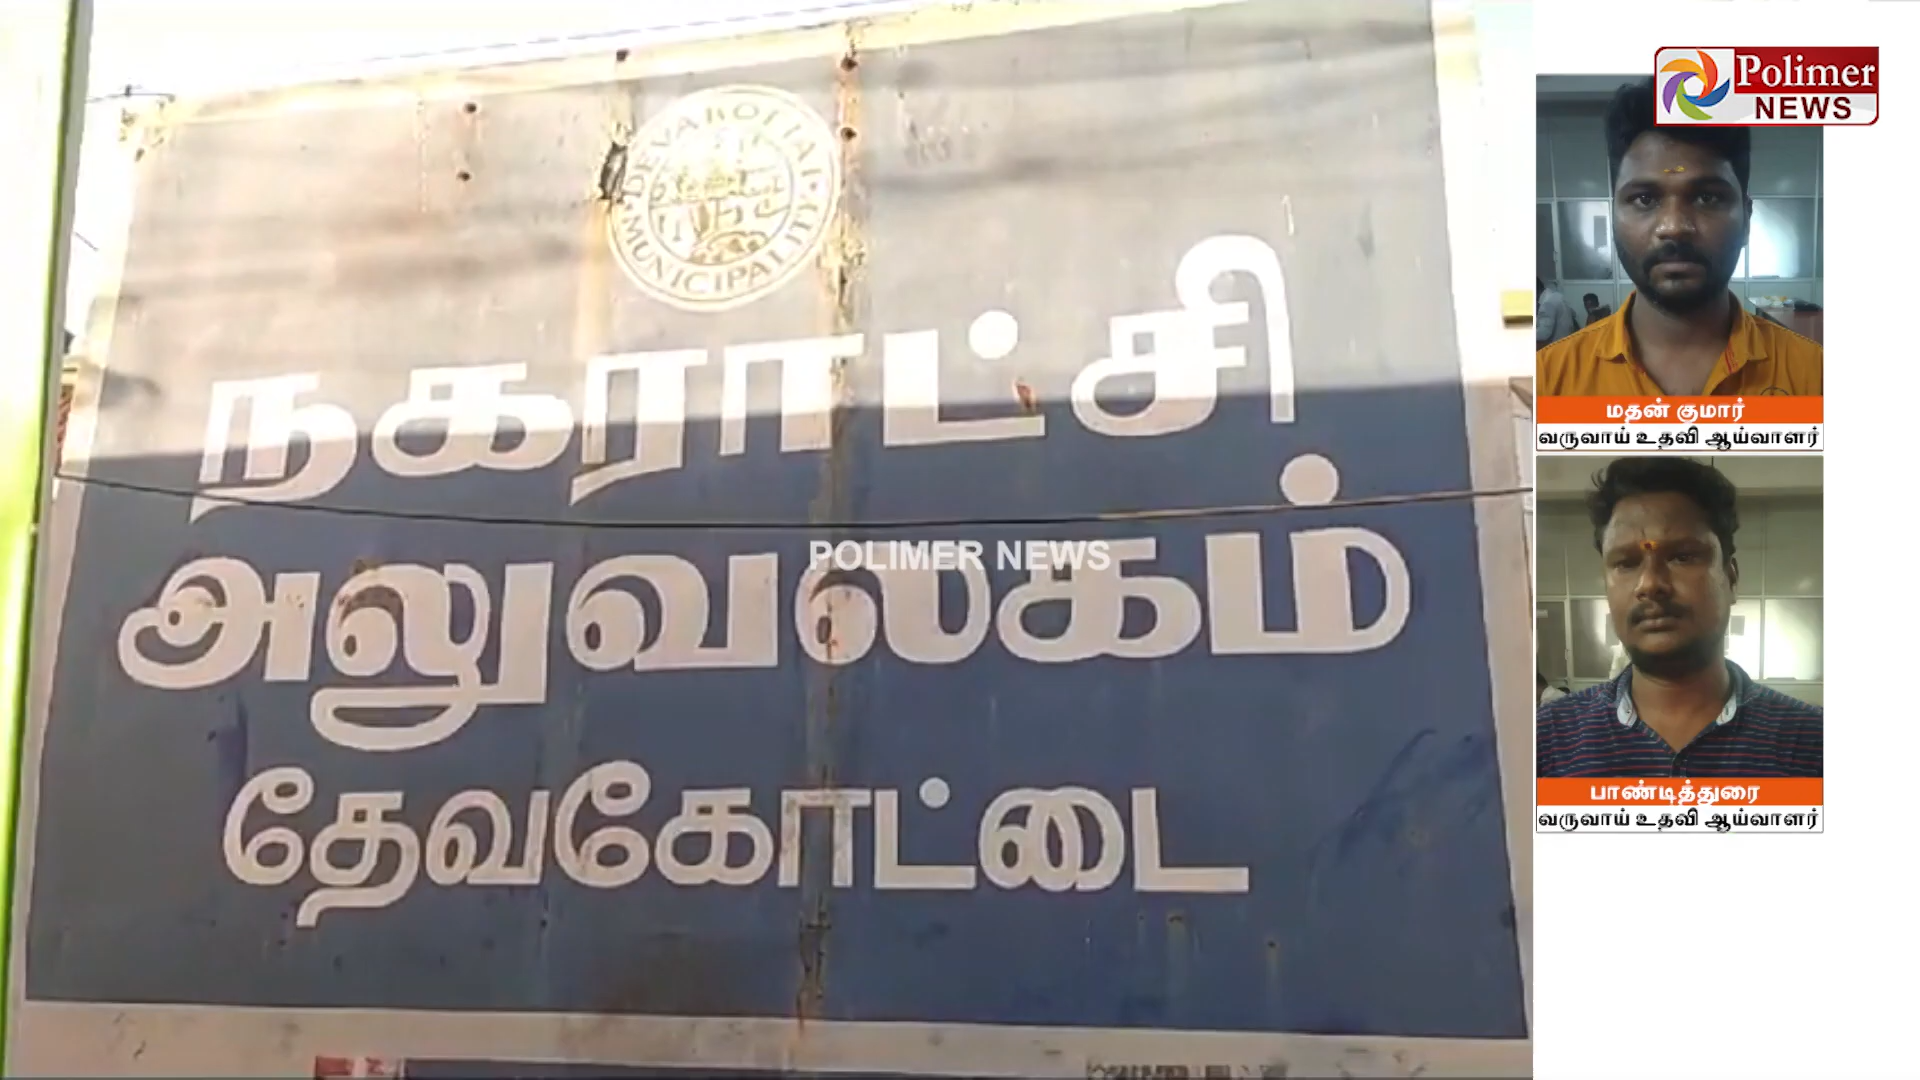 DEVAKOTTAI MUNICIPALITY
நகராட்சி
அலுவலகம்
தேவகோட்டை
POLIMER NEWS
Polimer
NEWS
மதன் குமார்
வருவாய் உதவி ஆய்வாளர்
பாண்டித்துரை
வருவாய் உதவி ஆய்வாளர்